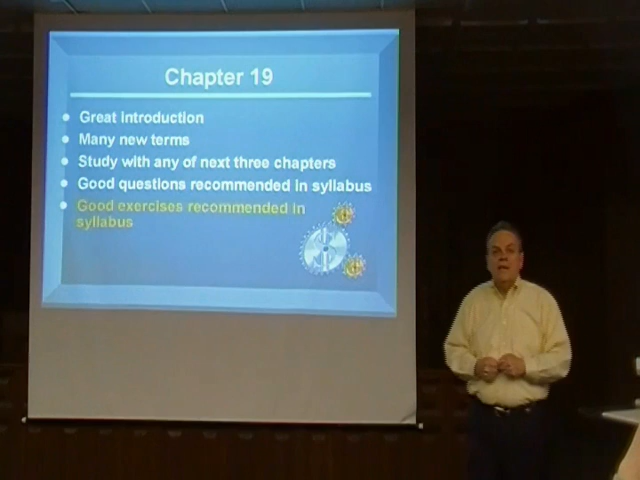 Chapter 19
Great introduction
Many new terms
Study with any of next three chapters
Good questions recommended in syllabus
Good exercises recommended in
syllabus